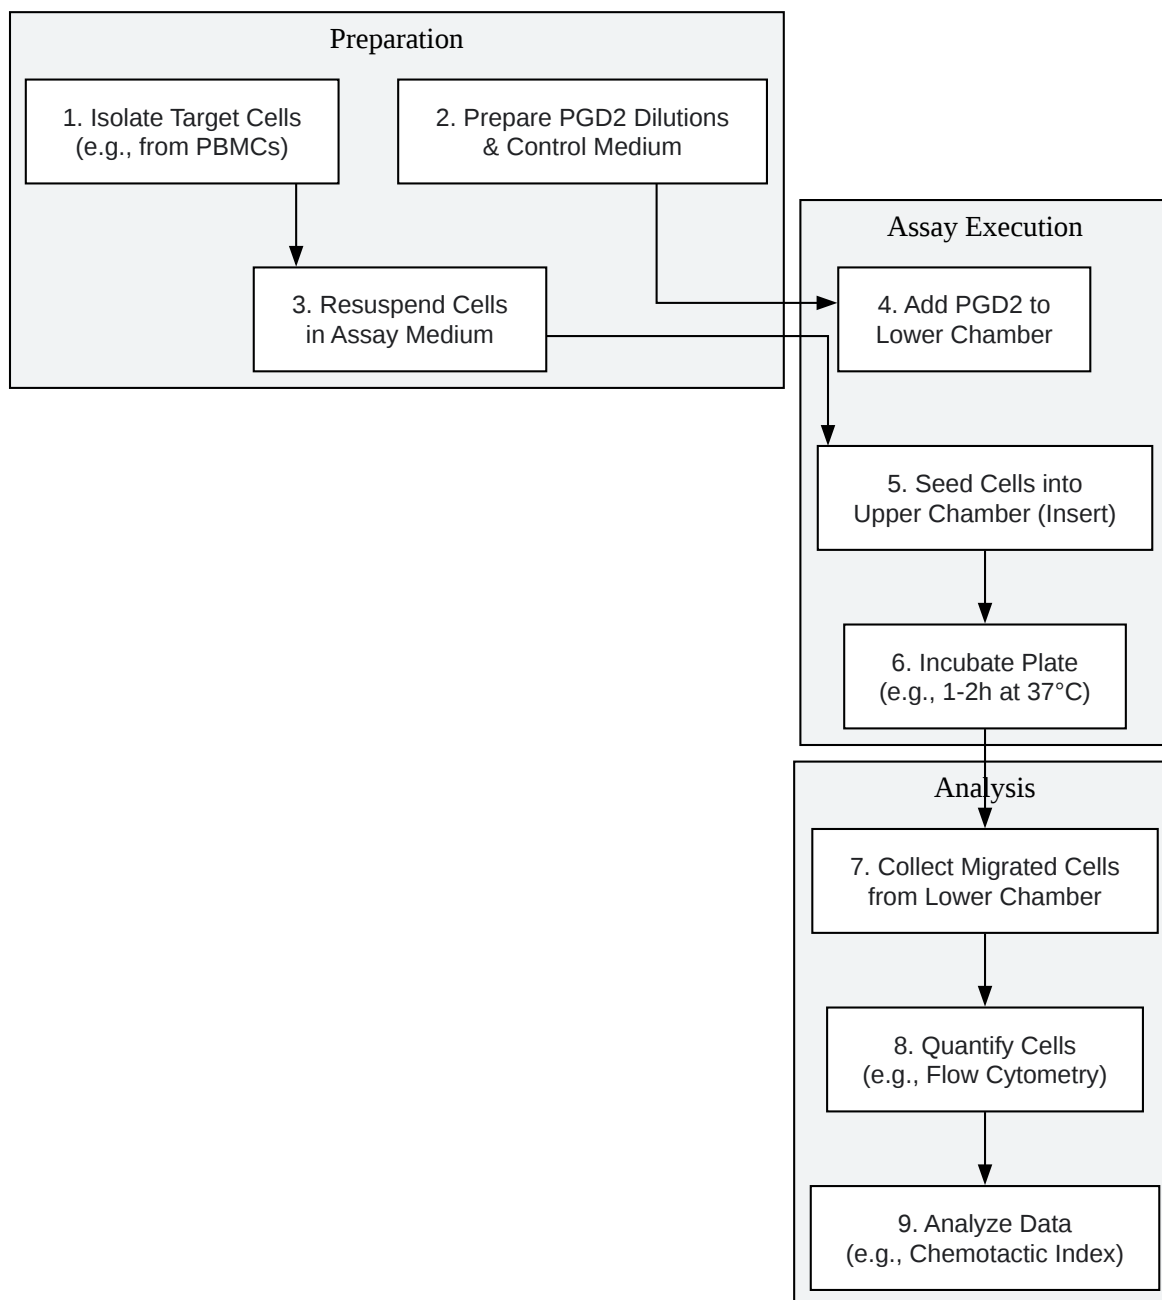 Preparation
1. Isolate Target Cells
(e.g., from PBMCs)
2. Prepare PGD2 Dilutions
& Control Medium
3. Resuspend Cells
in Assay Medium
Assay Execution
4. Add PGD2 to
Lower Chamber
5. Seed Cells into
Upper Chamber (Insert)
6. Incubate Plate
(e.g., 1-2h at 37°C)
Analysis
7. Collect Migrated Cells
from Lower Chamber
8. Quantify Cells
(e.g., Flow Cytometry)
9. Analyze Data
(e.g., Chemotactic Index)